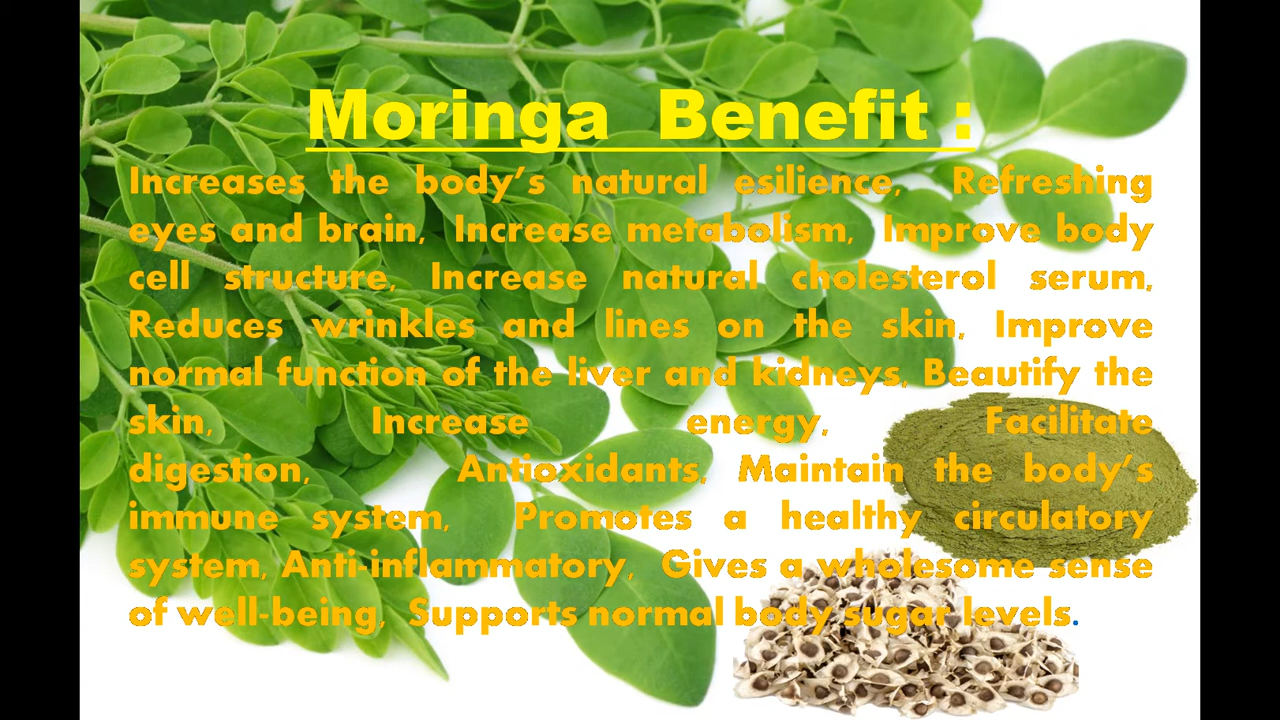 Moringa Benefit :
Increases the body’s natural esilience, Refreshing
eyes and brain, Increase metabolism, Improve body
cell structure, Increase natural cholesterol serum,
Reduces wrinkles and lines on the skin, Improve
normal function of the liver and kidneys, Beautify the
skin, Increase energy, Facilitate
digestion, Antioxidants, Maintain the body’s
immune system, Promotes a healthy circulatory
system, Anti-inflammatory, Gives a wholesome sense
of well-being, Supports normal body sugar levels.